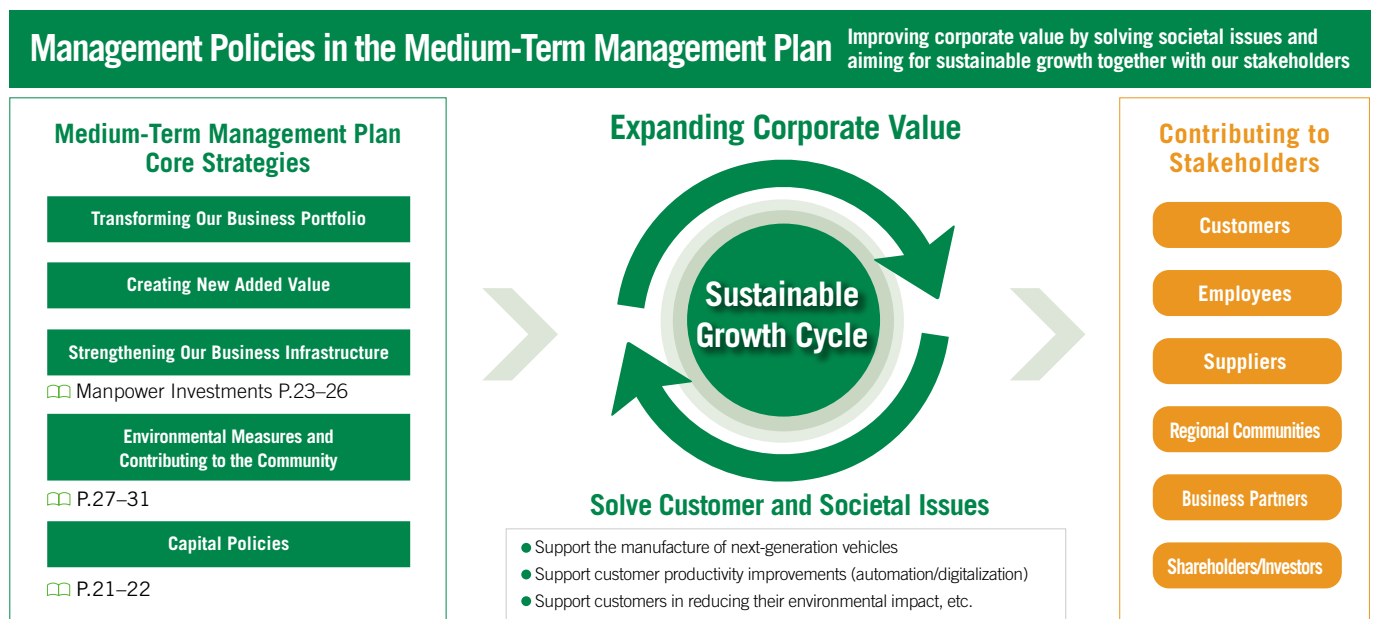 Management Policies in the Medium-Term Management Plan
Improving corporate value by solving societal issues and
aiming for sustainable growth together with our stakeholders
Medium-Term Management Plan
Core Strategies
Transforming Our Business Portfolio
Creating New Added Value
Strengthening Our Business Infrastructure
Manpower Investments P.23–26
Environmental Measures and
Contributing to the Community
P.27–31
Capital Policies
P.21–22
Expanding Corporate Value
Sustainable
Growth Cycle
Solve Customer and Societal Issues
● Support the manufacture of next-generation vehicles
● Support customer productivity improvements (automation/digitalization)
● Support customers in reducing their environmental impact, etc.
Contributing to
Stakeholders
Customers
Employees
Suppliers
Regional Communities
Business Partners
Shareholders/Investors